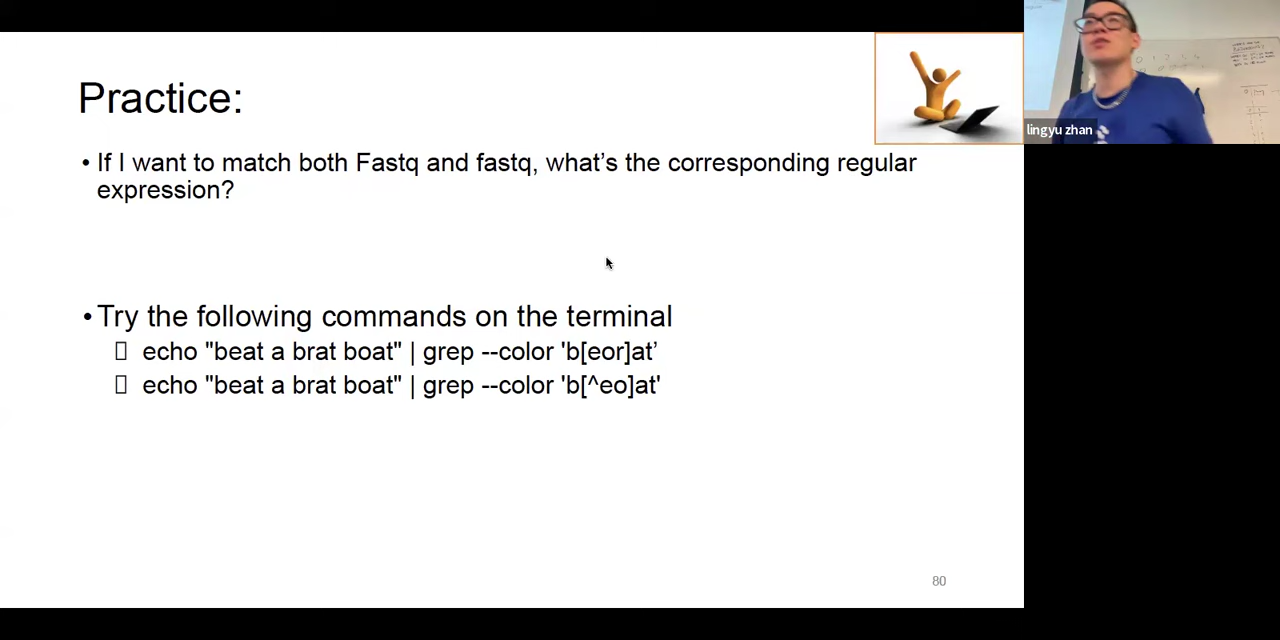 Practice:
• If I want to match both Fastq and fastq, what’s the corresponding regular
expression?
• Try the following commands on the terminal
echo "beat a brat boat" | grep --color 'b[eor]at’
echo "beat a brat boat" | grep --color 'b[^eo]at'
80
lingyu zhan